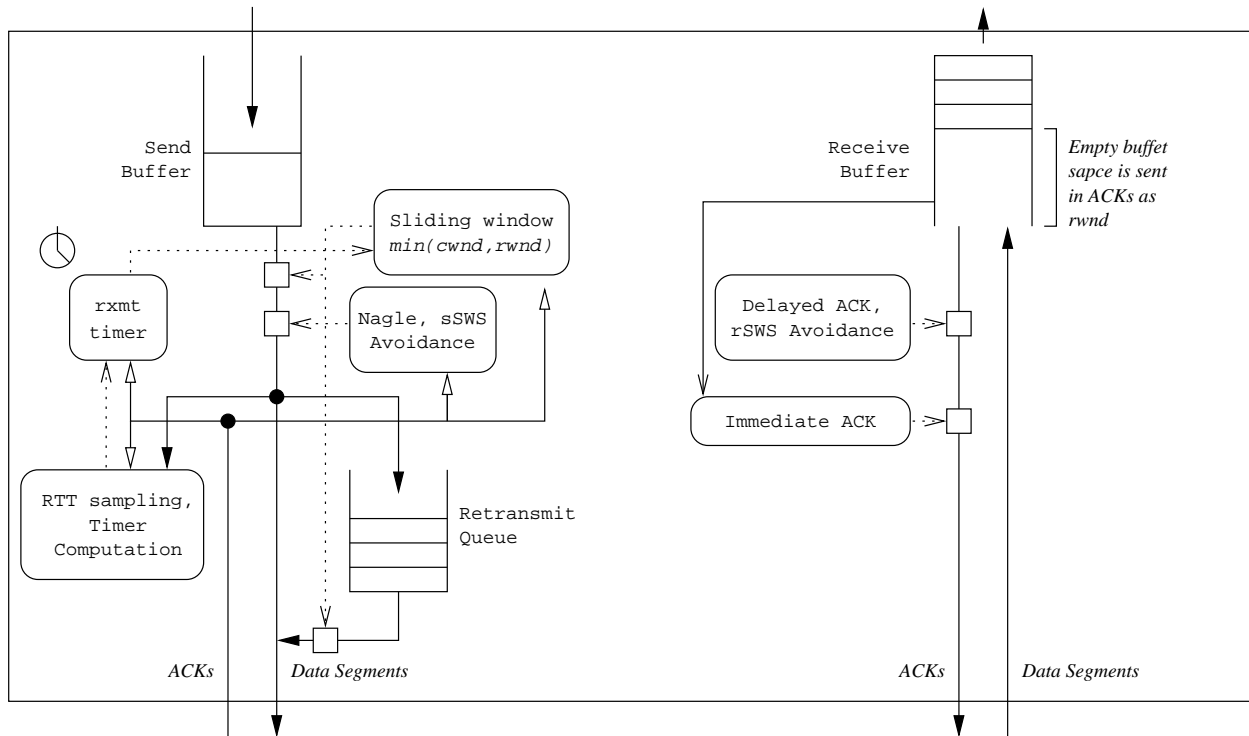 Send
Buffer
Sliding window
min(cwnd,rwnd)
rxmt
timer
Nagle, sSWS
Avoidance
RTT sampling,
Timer
Computation
Retransmit
Queue
ACKs
Data Segments
Receive
Buffer
Empty buffet
sapce is sent
in ACKs as
rwnd
Delayed ACK,
rSWS Avoidance
Immediate ACK
ACKs
Data Segments